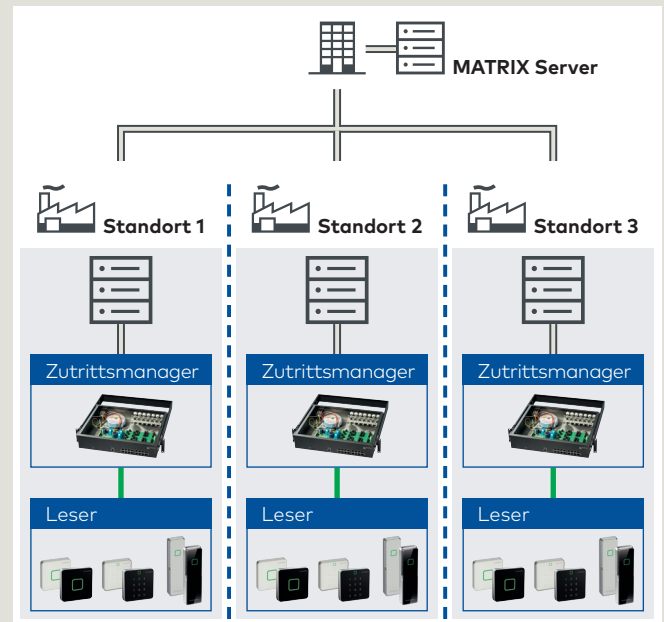 MATRIX Server
Standort 1
Standort 2
Standort 3
Zutrittsmanager
Zutrittsmanager
Zutrittsmanager
Leser
Leser
Leser